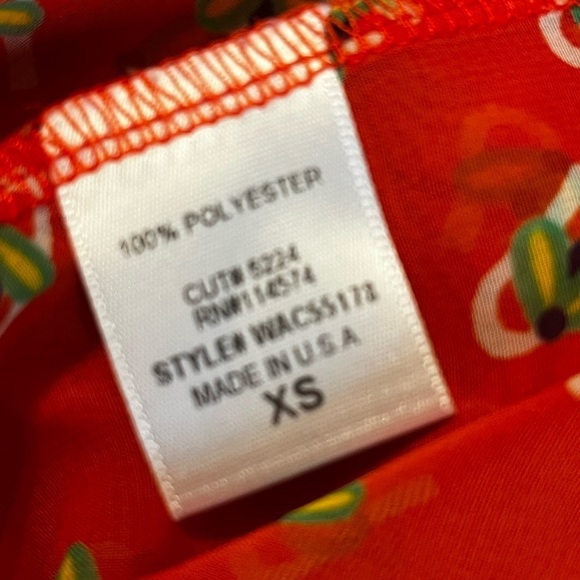 100% POLYESTER
CUT# 5224
RN#114574
STYLE# WAC55178
MADE IN U.S.A
XS